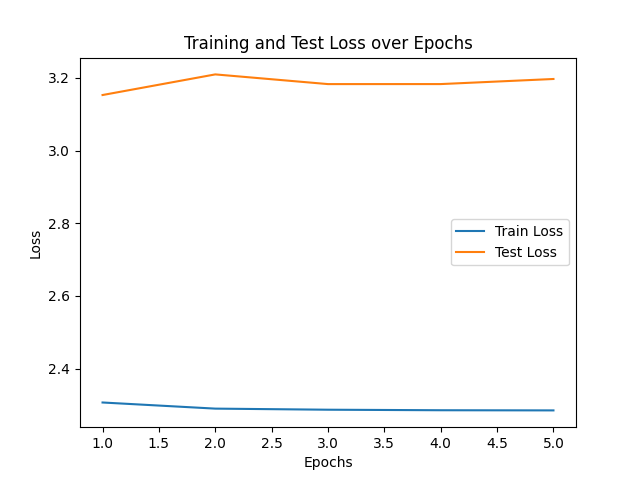 Training and Test Loss over Epochs
3.2
3.0
2.8
2.6
2.4
Loss
Train Loss
Test Loss
1.0 1.5 2.0 2.5 3.0 3.5 4.0 4.5 5.0
Epochs